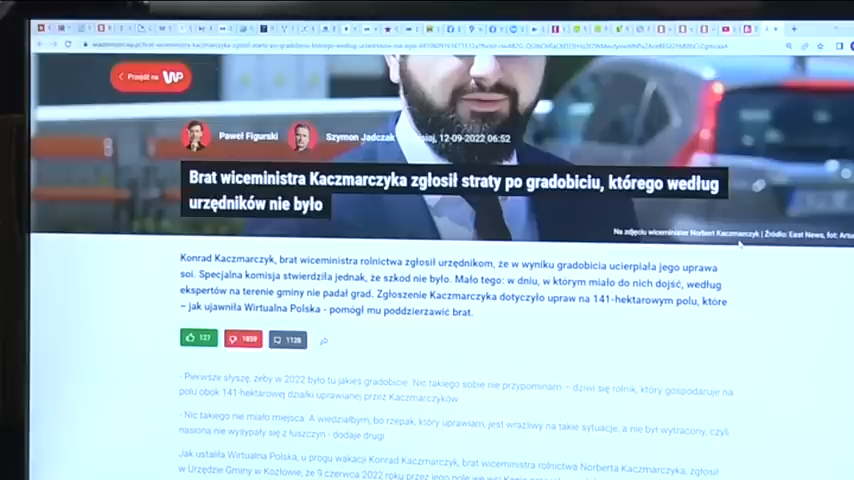 Przejdź na WP
Paweł Figurski
Szymon Jadczak
12-09-2022 06:52
Brat wiceministra Kaczmarczyka zgłosił straty po gradobiciu, którego według
urzędników nie było
Na zdjęciu wiceminister Norbert Kaczmarczyk | Źródło: East News, fot: Artu
Konrad Kaczmarczyk, brat wiceministra rolnictwa zgłosił urzędnikom, że w wyniku gradobicia ucierpiała jego uprawa
soi. Specjalna komisja stwierdziła jednak, że szkod nie było. Mało tego: w dniu, w którym miało do nich dojść, według
ekspertów na terenie gminy nie padał grad. Zgłoszenie Kaczmarczyka dotyczyło upraw na 141-hektarowym polu, które
– jak ujawniła Wirtualna Polska - pomógł mu poddzierżawić brat.
127
1859
1128
- Pierwsze słyszę, żeby w 2022 było tu jakieś gradobicie. Nic takiego sobie nie przypominam – dziwi się rolnik, który gospodaruje na
polu obok 141-hektarowej działki uprawianej przez Kaczmarczyków.
- Nic takiego nie miało miejsca. A wiedziałbym, bo rzepak, który uprawiam, jest wrażliwy na takie sytuacje, a nie był wytracony, czyli
nasiona nie wysypały się z łuszczyn - dodaje drugi.
Jak ustaliła Wirtualna Polska, u progu wakacji Konrad Kaczmarczyk, brat wiceministra rolnictwa Norberta Kaczmarczyka, zgłosił
w Urzędzie Gminy w Kozłowie, że 9 czerwca 2022 roku przez jego pole we wsi